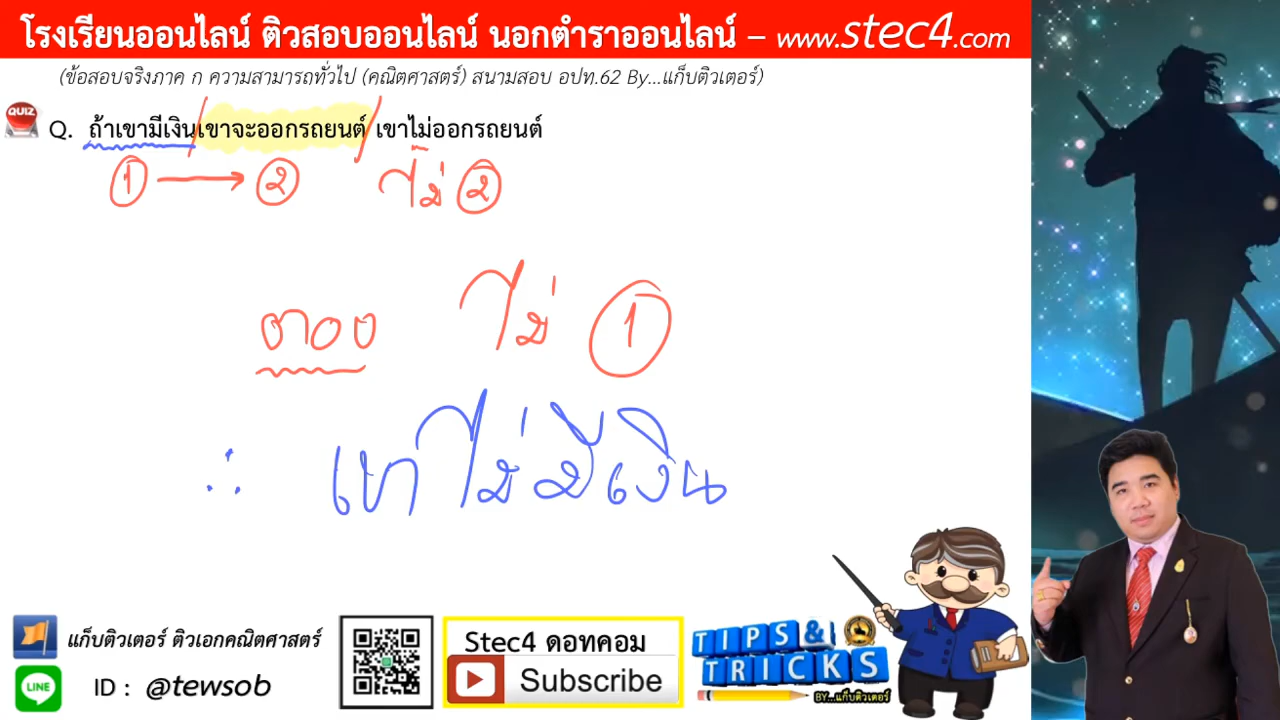 โรงเรียนออนไลน์ ติวสอบออนไลน์ นอกตำราออนไลน์ – www.stec4.com
(ข้อสอบจริงภาค ก ความสามารถทั่วไป (คณิตศาสตร์) สนามสอบ อปท.62 By...แก็บติวเตอร์)
QUIZ
Q. ถ้าเขามีเงินเขาจะออกรถยนต์ เขาไม่ออกรถยนต์
① → ② ไม่ ②
ตอบ ไม่ ①
∴ เขาไม่มีเงิน
แก็บติวเตอร์ ติวเอกคณิตศาสตร์
LINE
ID : @tewsob
Stec4 ดอทคอม
Subscribe
TIPS &
TRICKS
BY...แก็บติวเตอร์